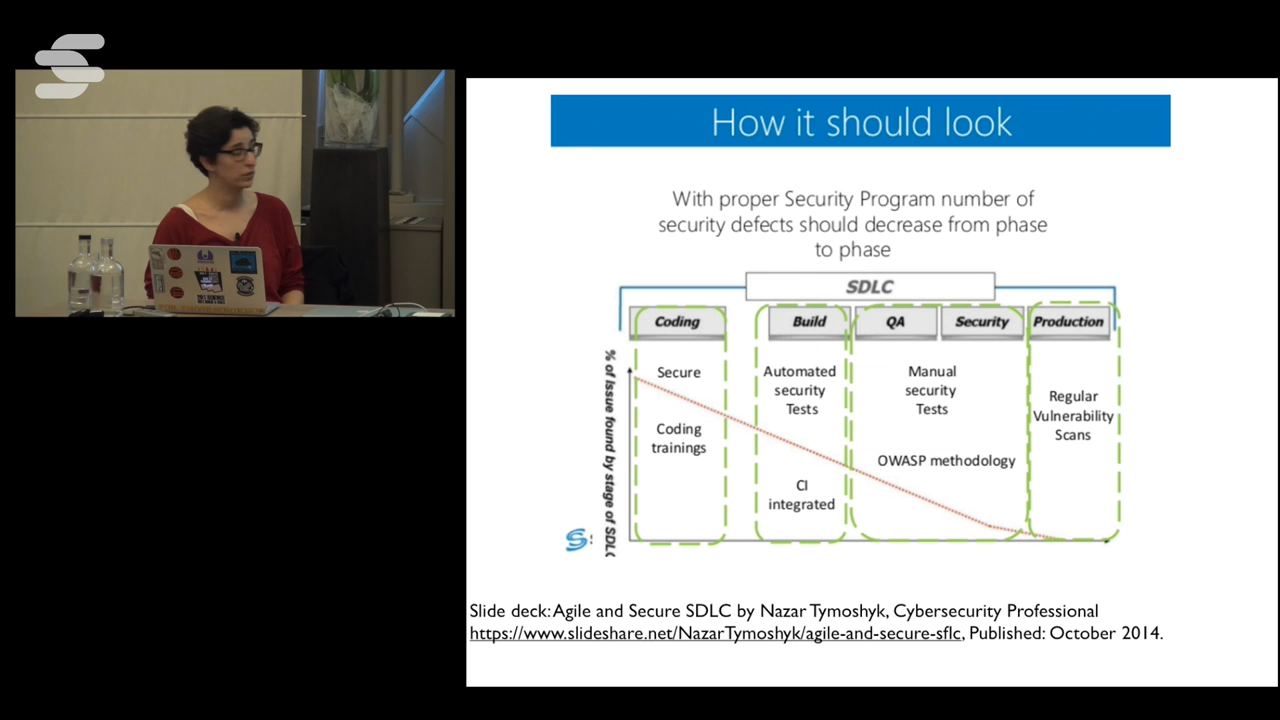 How it should look
With proper Security Program number of
security defects should decrease from phase
to phase
SDLC
Coding
Build
QA
Security
Production
% of issue found by stage of SDLC
Secure
Coding
trainings
Automated
security
Tests
CI
integrated
Manual
security
Tests
OWASP methodology
Regular
Vulnerability
Scans
Slide deck: Agile and Secure SDLC by Nazar Tymoshyk, Cybersecurity Professional
https://www.slideshare.net/NazarTymoshyk/agile-and-secure-sflc, Published: October 2014.